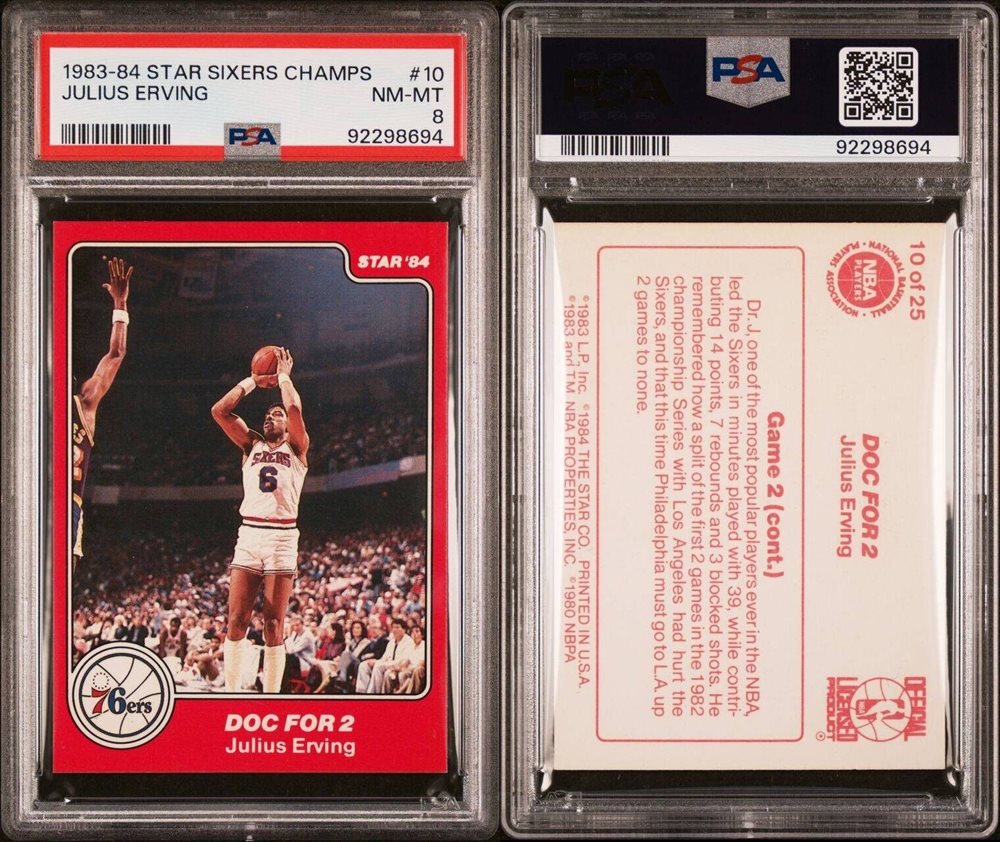 1983-84 STAR SIXERS CHAMPS #10
JULIUS ERVING NM-MT
8
PSA 92298694
STAR '84
SIXERS
6
76ers
DOC FOR 2
Julius Erving
PSA
PSA
92298694
10 of 25
NATIONAL BASKETBALL
PLAYERS ASSOCIATION
NBA
PLAYERS
DOC FOR 2
Julius Erving
OFFICIAL
LICENSED
PRODUCT
NBA
®
Game 2 (cont.)
Dr. J, one of the most popular players ever in the NBA,
led the Sixers in minutes played with 39, while contri-
buting 14 points, 7 rebounds and 3 blocked shots. He
remembered how a split of the first 2 games in the 1982
championship Series with Los Angeles had hurt the
Sixers, and that this time Philadelphia must go to L.A. up
2 games to none.
©1983 L.P., Inc. ©1984 THE STAR CO. PRINTED IN U.S.A.
©1983 and TM, NBA PROPERTIES, INC. ©1980 NBPA